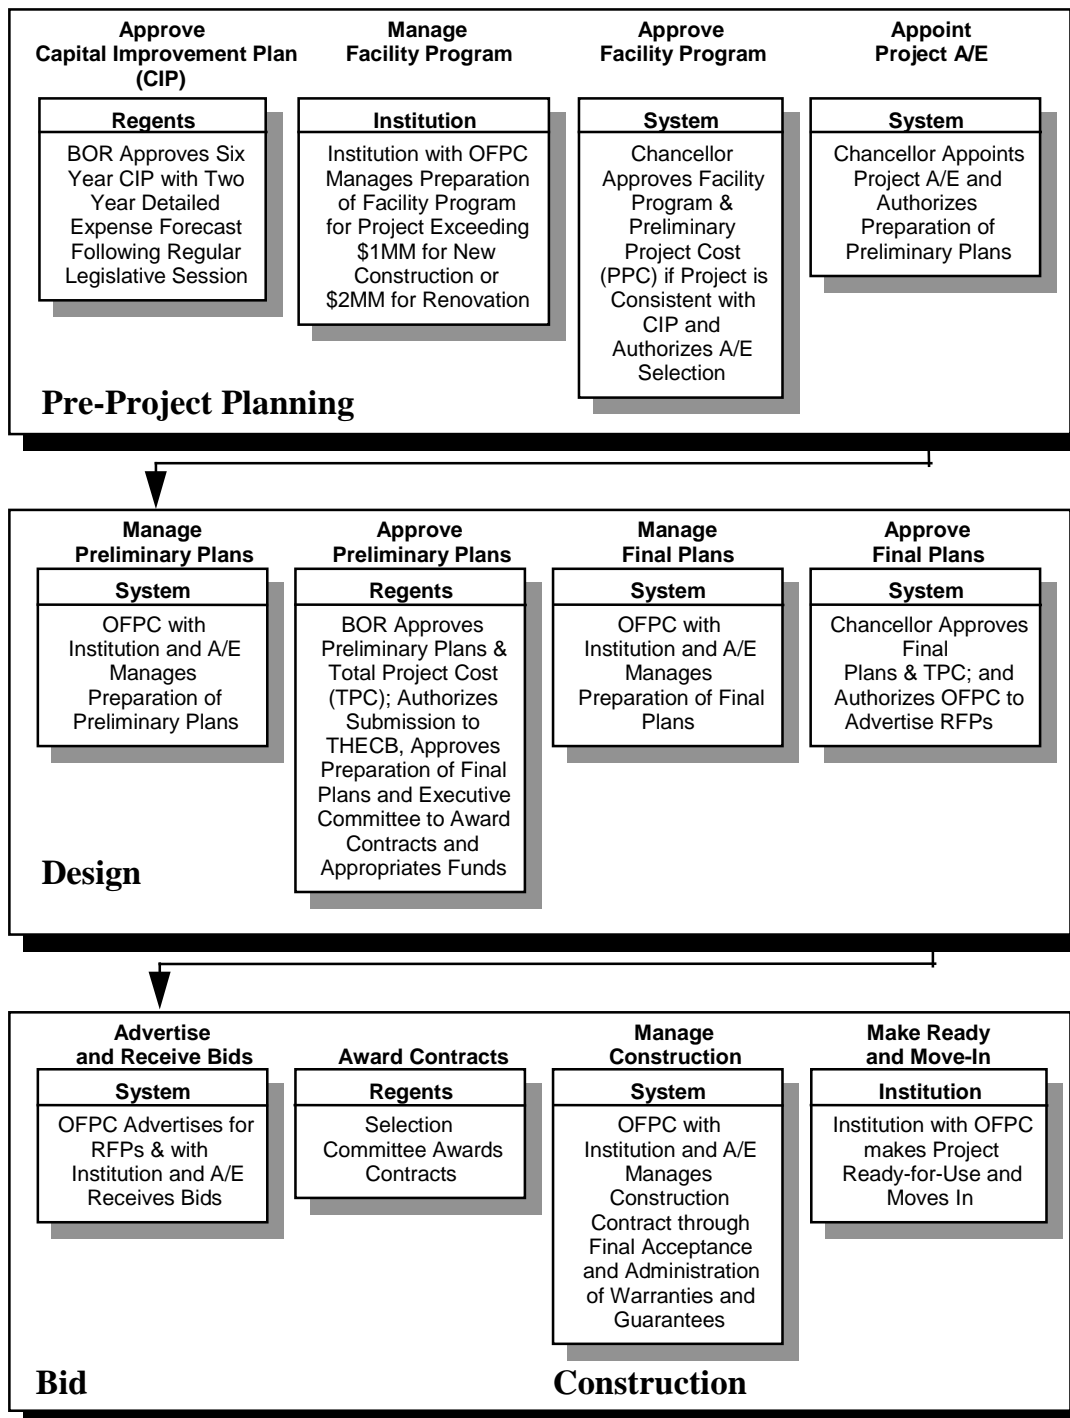 Approve
Capital Improvement Plan
(CIP)
Regents
BOR Approves Six
Year CIP with Two
Year Detailed
Expense Forecast
Following Regular
Legislative Session
Manage
Facility Program
Institution
Institution with OFPC
Manages Preparation
of Facility Program
for Project Exceeding
$1MM for New
Construction or
$2MM for Renovation
Approve
Facility Program
System
Chancellor
Approves Facility
Program &
Preliminary
Project Cost
(PPC) if Project is
Consistent with
CIP and
Authorizes A/E
Selection
Appoint
Project A/E
System
Chancellor Appoints
Project A/E and
Authorizes
Preparation of
Preliminary Plans
Pre-Project Planning
Manage
Preliminary Plans
System
OFPC with
Institution and A/E
Manages
Preparation of
Preliminary Plans
Approve
Preliminary Plans
Regents
BOR Approves
Preliminary Plans &
Total Project Cost
(TPC); Authorizes
Submission to
THECB, Approves
Preparation of Final
Plans and Executive
Committee to Award
Contracts and
Appropriates Funds
Manage
Final Plans
System
OFPC with
Institution and A/E
Manages
Preparation of Final
Plans
Approve
Final Plans
System
Chancellor Approves
Final
Plans & TPC; and
Authorizes OFPC to
Advertise RFPs
Design
Advertise
and Receive Bids
System
OFPC Advertises for
RFPs & with
Institution and A/E
Receives Bids
Award Contracts
Regents
Selection
Committee Awards
Contracts
Manage
Construction
System
OFPC with
Institution and A/E
Manages
Construction
Contract through
Final Acceptance
and Administration
of Warranties and
Guarantees
Make Ready
and Move-In
Institution
Institution with OFPC
makes Project
Ready-for-Use and
Moves In
Bid
Construction